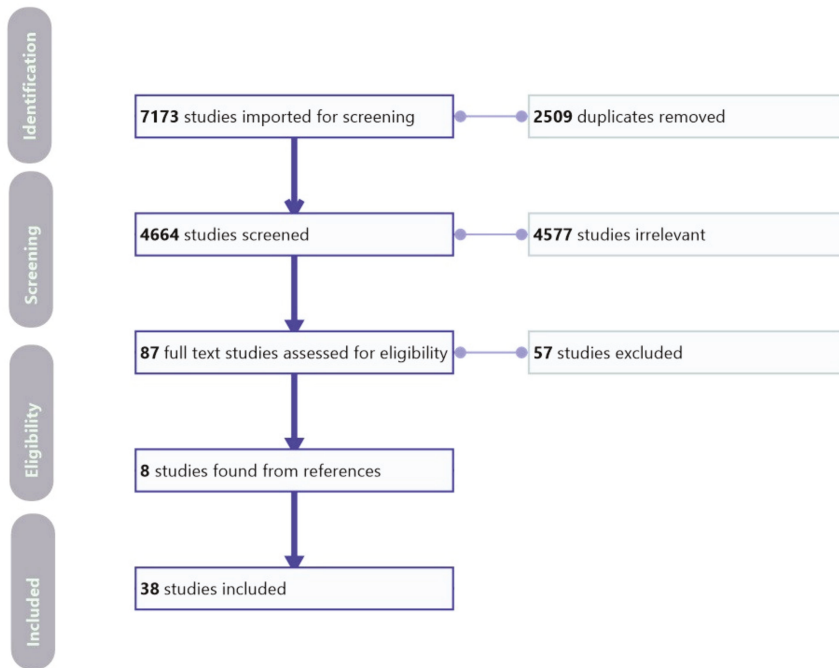 Identification
7173 studies imported for screening
2509 duplicates removed
Screening
4664 studies screened
4577 studies irrelevant
87 full text studies assessed for eligibility
57 studies excluded
Eligibility
8 studies found from references
Included
38 studies included